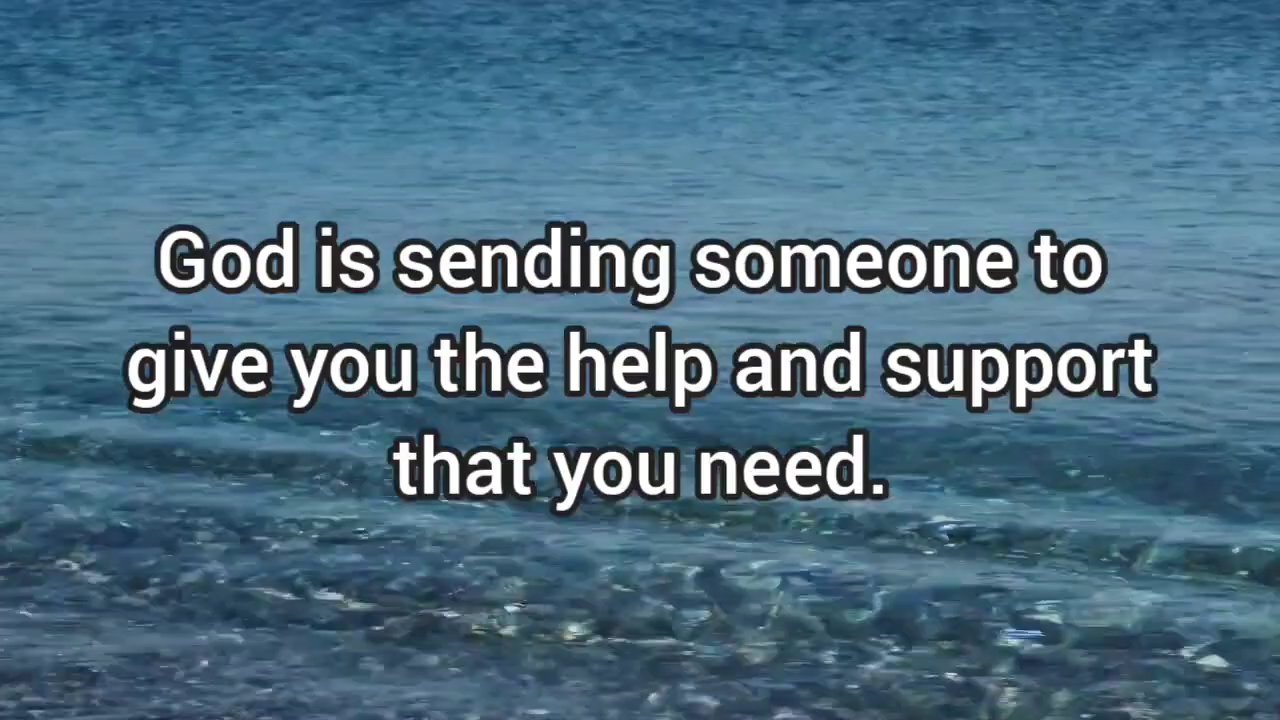 God is sending someone to
give you the help and support
that you need.